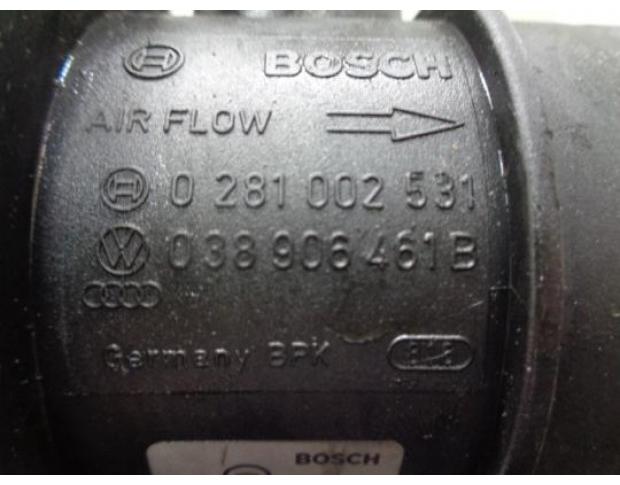 BOSCH
AIR FLOW
0 281 002 531
038 906 461 B
Germany BPK
BOSCH